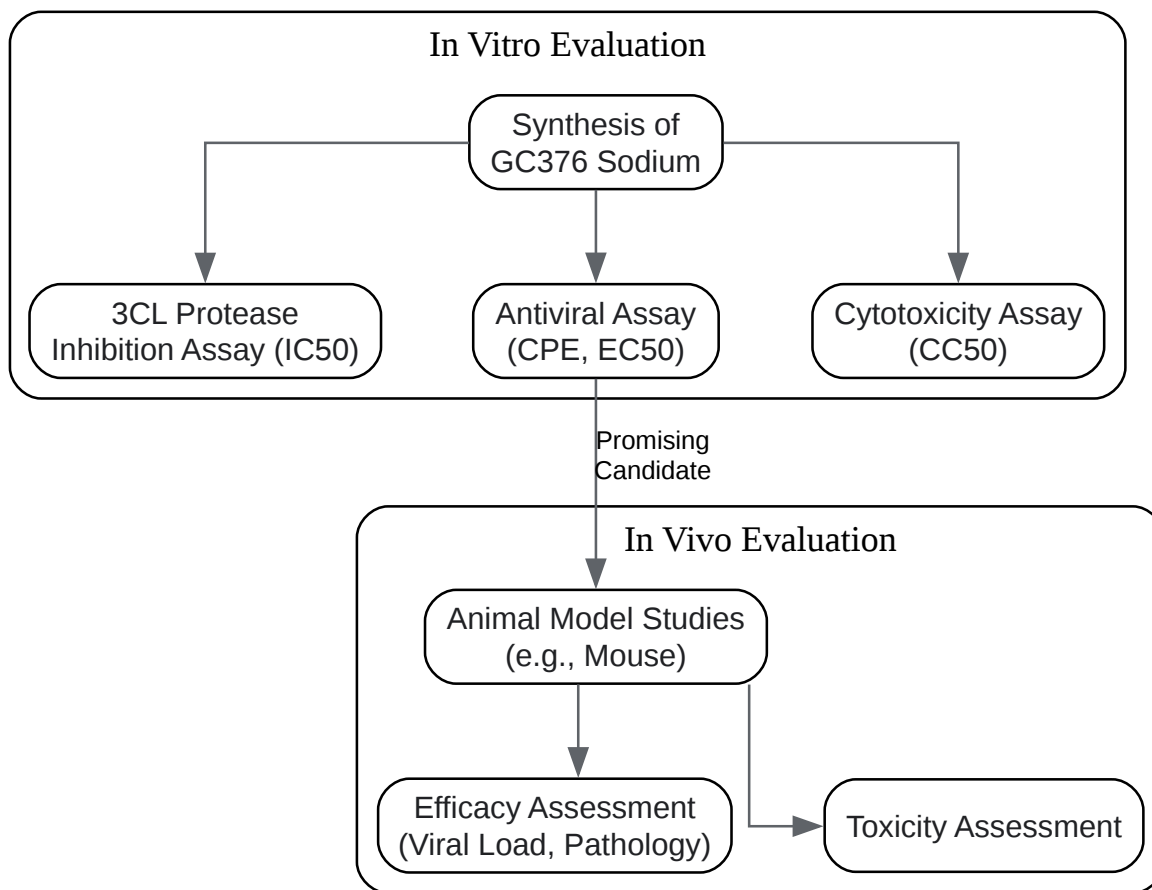 In Vitro Evaluation
Synthesis of
GC376 Sodium
3CL Protease
Inhibition Assay (IC50)
Antiviral Assay
(CPE, EC50)
Cytotoxicity Assay
(CC50)
Promising
Candidate
In Vivo Evaluation
Animal Model Studies
(e.g., Mouse)
Efficacy Assessment
(Viral Load, Pathology)
Toxicity Assessment